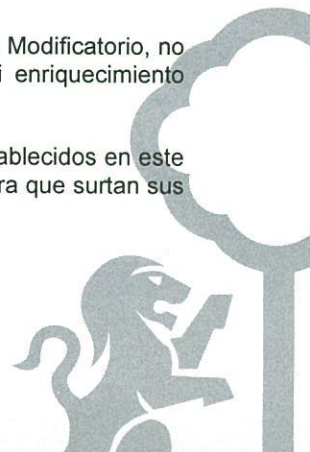 Modificatorio, no
i enriquecimiento
ablecidos en este
ra que surtan sus